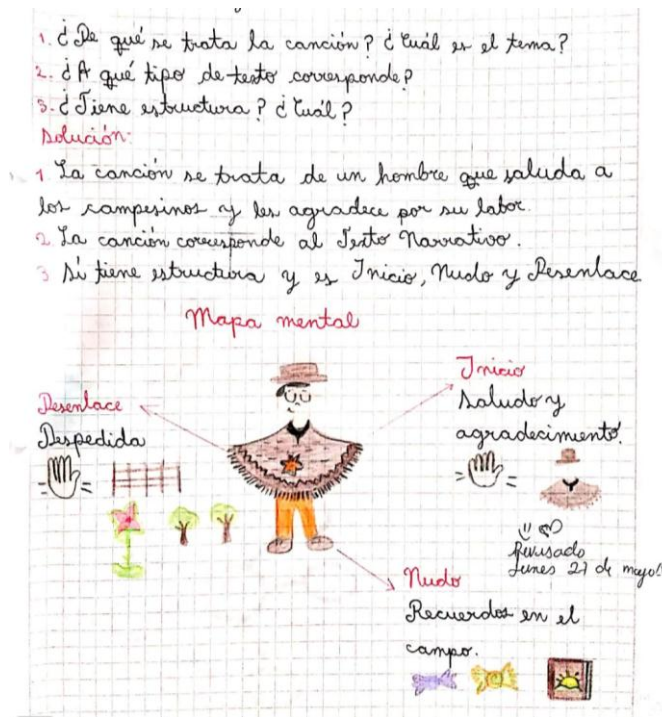 1. ¿De qué se trata la canción? ¿Cuál es el tema?
2. ¿A qué tipo de texto corresponde?
3. ¿Tiene estructura? ¿Cuál?
Solución:
1 La canción se trata de un hombre que saluda a
los campesinos y les agradece por su labor.
2. La canción corresponde al Texto Narrativo.
3 Si tiene estructura y es Inicio, Nudo y Desenlace
Mapa mental
Inicio
Saludo y
agradecimiento.
Desenlace
Despedida
Revisado
Lunes 21 de mayo
Nudo
Recuerdos en el
campo.